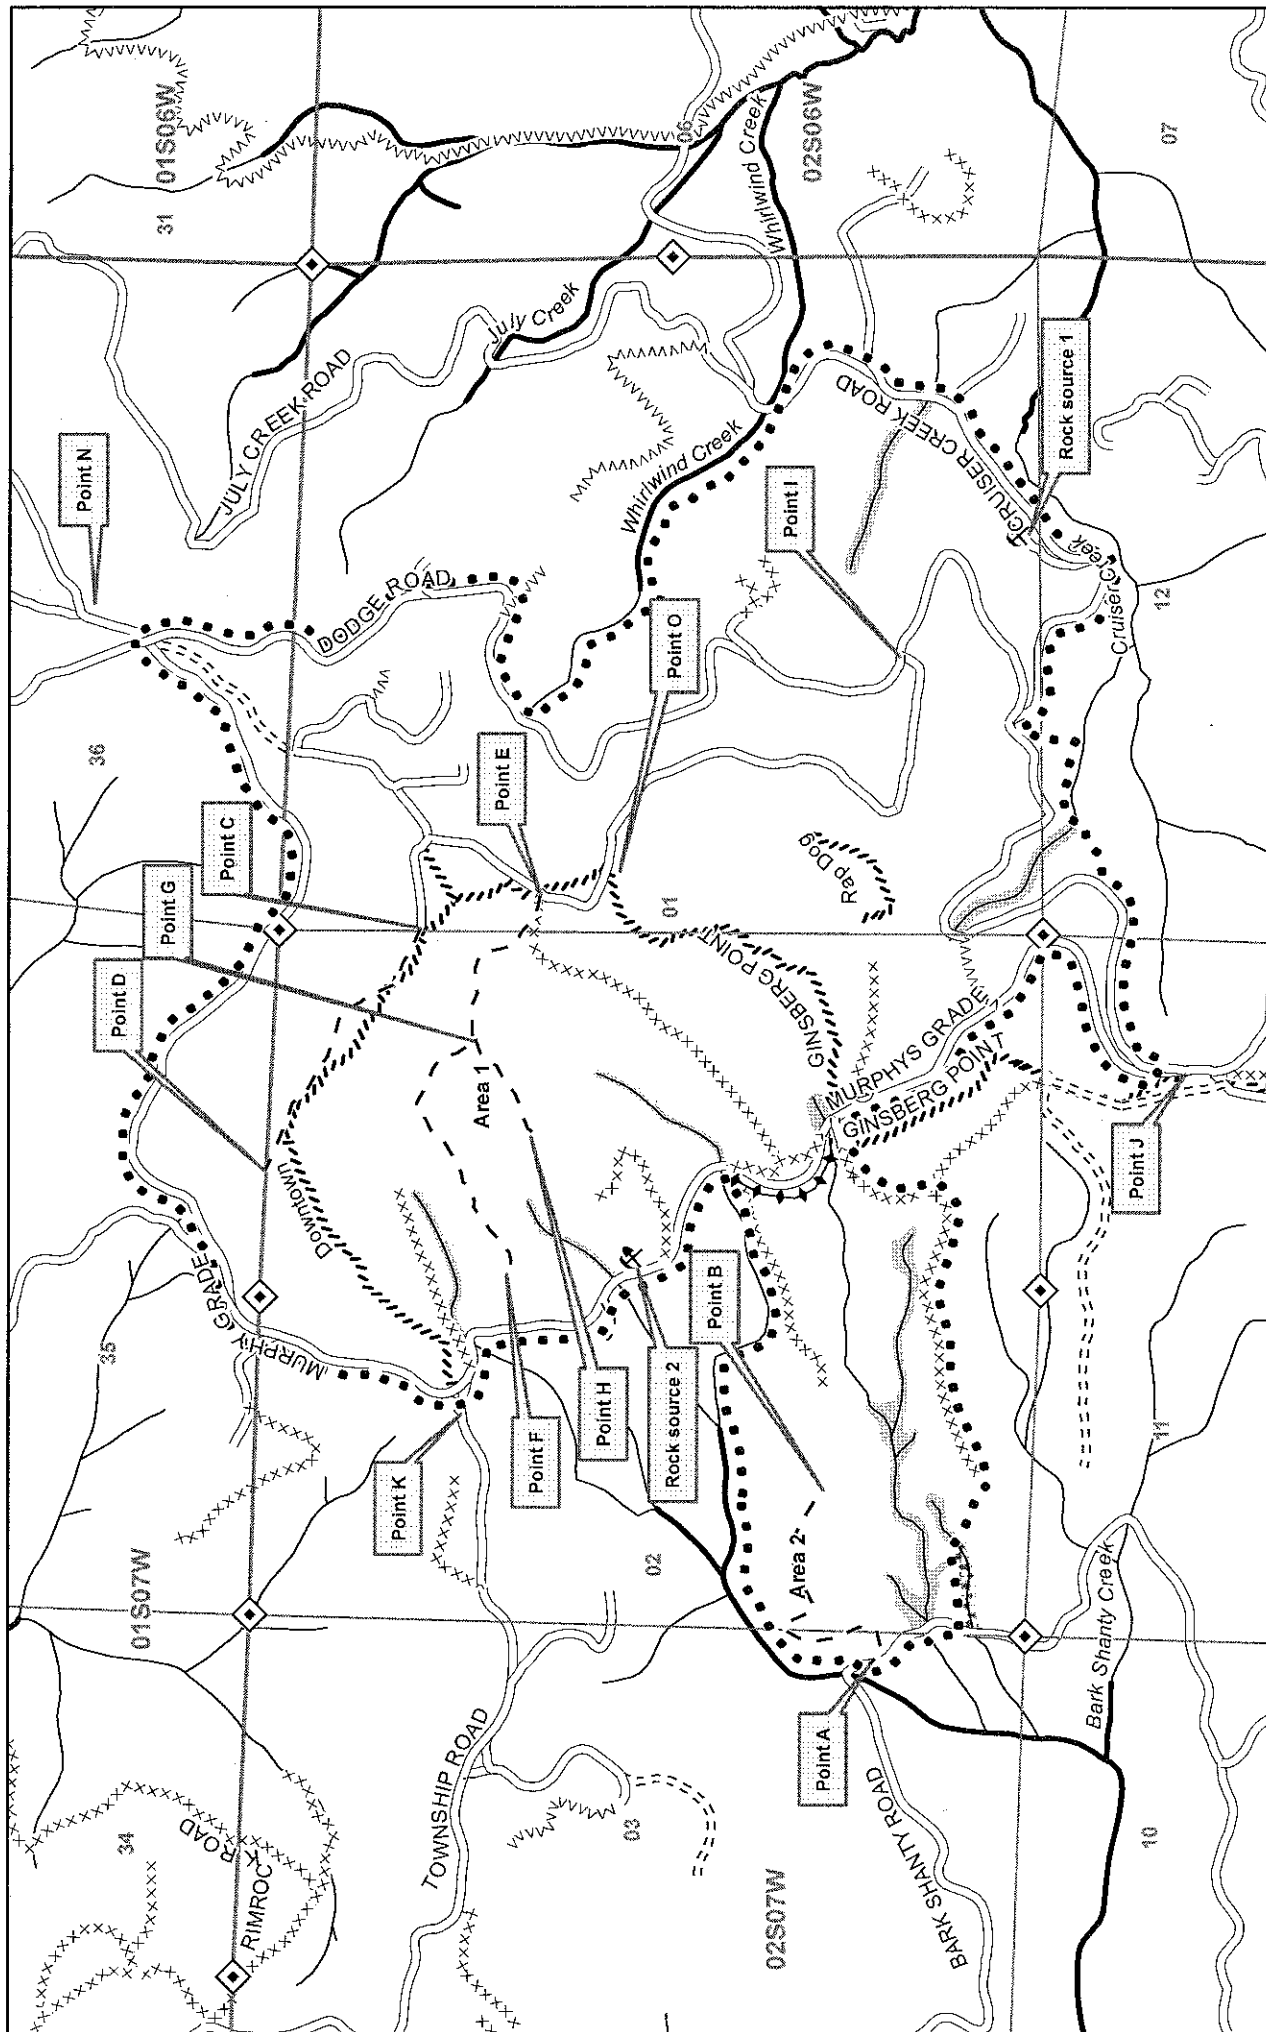 01S06W
31
Point N
JULY CREEK ROAD
July Creek
06
Whirlwind Creek
02S06W
07
36
DODGE ROAD
Whirlwind Creek
Point I
CRUISER CREEK ROAD
Rock source 1
Cruiser Creek
12
Point C
Point G
Point D
Point E
Point O
01
Rap Dog
GINSBERG POINT
GINSBERG POINT
MURPHYS GRADE
Area 1
Downtown
35
MURPHY GRADE
Point K
Point F
Point H
Rock source 2
Point B
Point J
01S07W
02
Area 2
Point A
11
Bark Shanty Creek
34
RIMROCK ROAD
TOWNSHIP ROAD
03
02S07W
BARK SHANTY ROAD
10